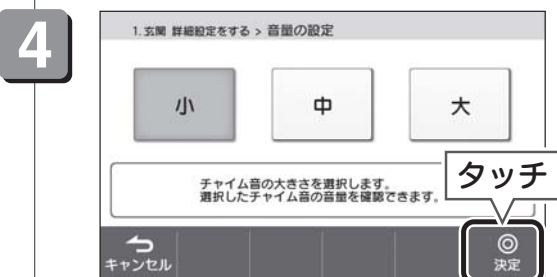 4
1.玄関 詳細設定をする > 音量の設定
小
中
大
チャイム音の大きさを選択します。
選択したチャイム音の音量を確認できます。
タッチ
キャンセル
決定